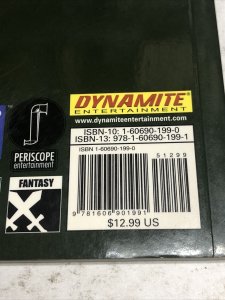 DYNAMITE
ENTERTAINMENT
www.dynamiteentertainment.com
ISBN-10: 1-60690-199-0
ISBN-13: 978-1-60690-199-1
ISBN 1-60690-199-0
51299
9 781606 901991
$12.99 US
PERISCOPE
entertainment
FANTASY